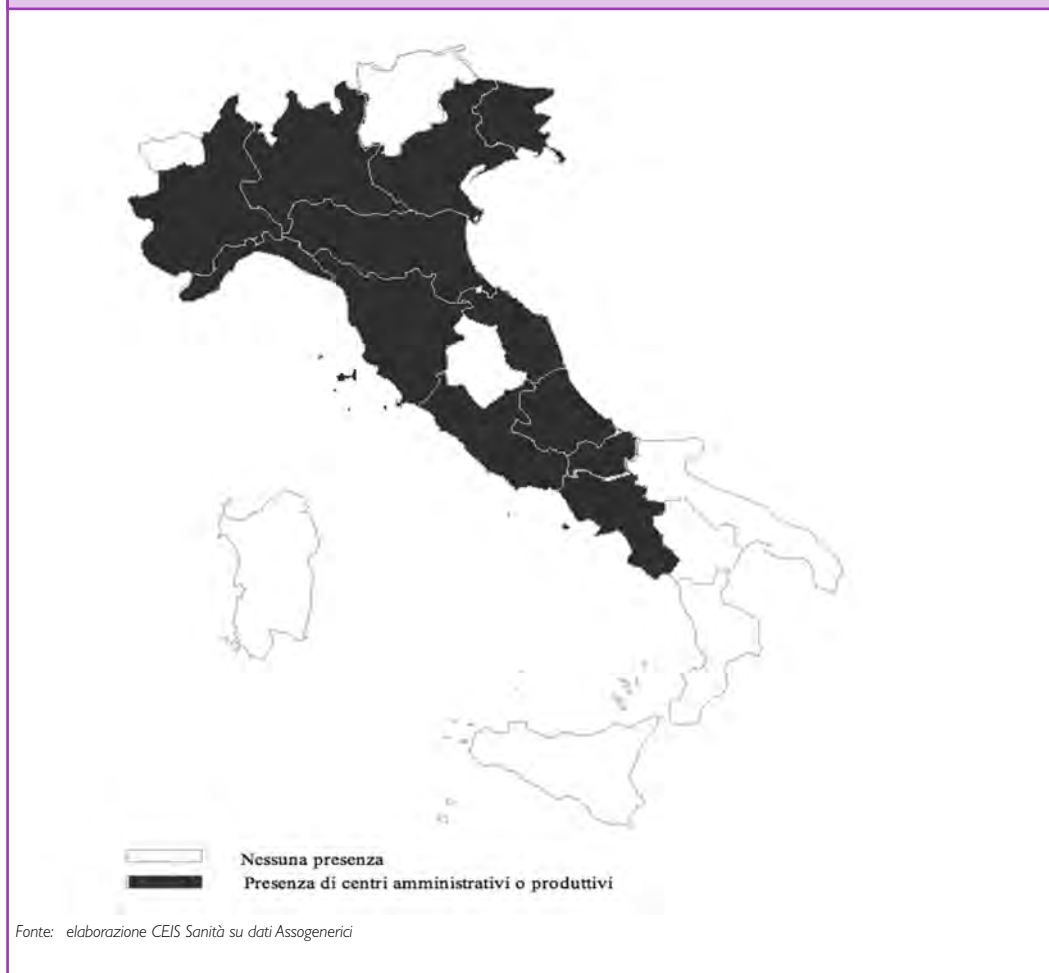 Nessuna presenza
Presenza di centri amministrativi o produttivi
Fonte: elaborazione CEIS Sanità su dati Assogenerici